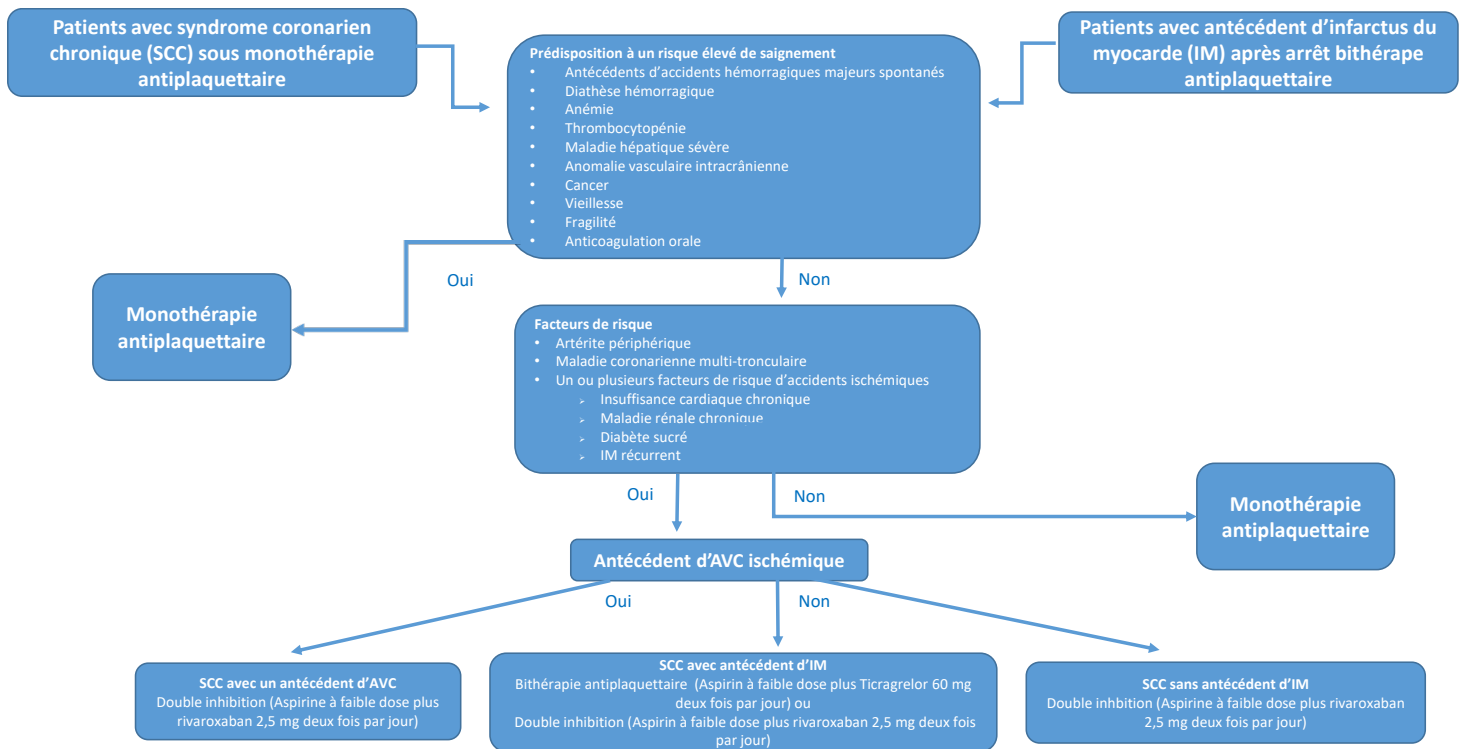 Patients avec syndrome coronarien
chronique (SCC) sous monothérapie
antiplaquettaire
Patients avec antécédent d'infarctus du
myocarde (IM) après arrêt bithérape
antiplaquettaire
Prédisposition à un risque élevé de saignement
• Antécédents d'accidents hémorragiques majeurs spontanés
• Diathèse hémorragique
• Anémie
• Thrombocytopénie
• Maladie hépatique sévère
• Anomalie vasculaire intracrânienne
• Cancer
• Vieillesse
• Fragilité
• Anticoagulation orale
Oui
Non
Monothérapie
antiplaquettaire
Facteurs de risque
• Artérite périphérique
• Maladie coronarienne multi-tronculaire
• Un ou plusieurs facteurs de risque d'accidents ischémiques
➢ Insuffisance cardiaque chronique
➢ Maladie rénale chronique
➢ Diabète sucré
➢ IM récurrent
Oui
Non
Monothérapie
antiplaquettaire
Antécédent d'AVC ischémique
Oui
Non
SCC avec un antécédent d'AVC
Double inhibition (Aspirine à faible dose plus
rivaroxaban 2,5 mg deux fois par jour)
SCC avec antécédent d'IM
Bithérapie antiplaquettaire (Aspirin à faible dose plus Ticagrelor 60 mg
deux fois par jour) ou
Double inhibition (Aspirin à faible dose plus rivaroxaban 2,5 mg deux fois
par jour)
SCC sans antécédent d'IM
Double inhbition (Aspirine à faible dose plus rivaroxaban
2,5 mg deux fois par jour)